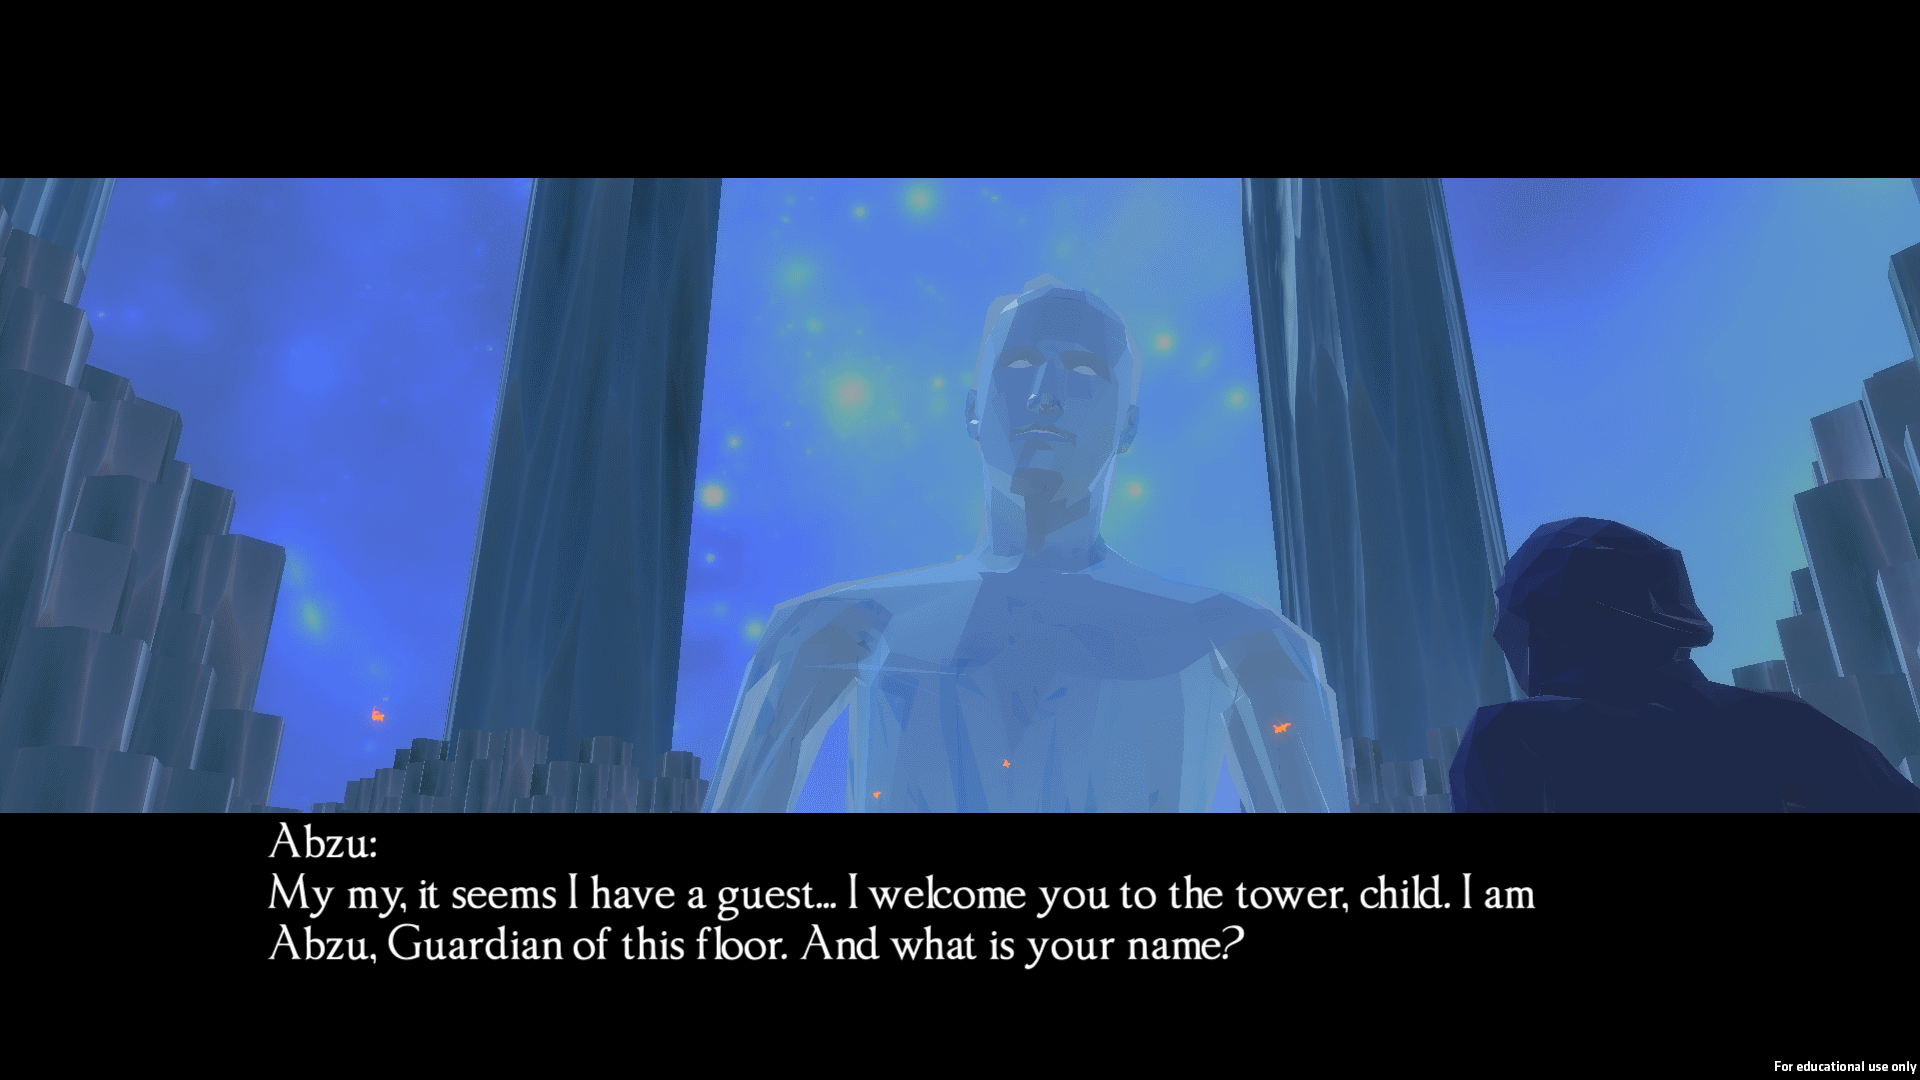 Abzu:
My my, it seems I have a guest... I welcome you to the tower, child. I am
Abzu, Guardian of this floor. And what is your name?
For educational use only